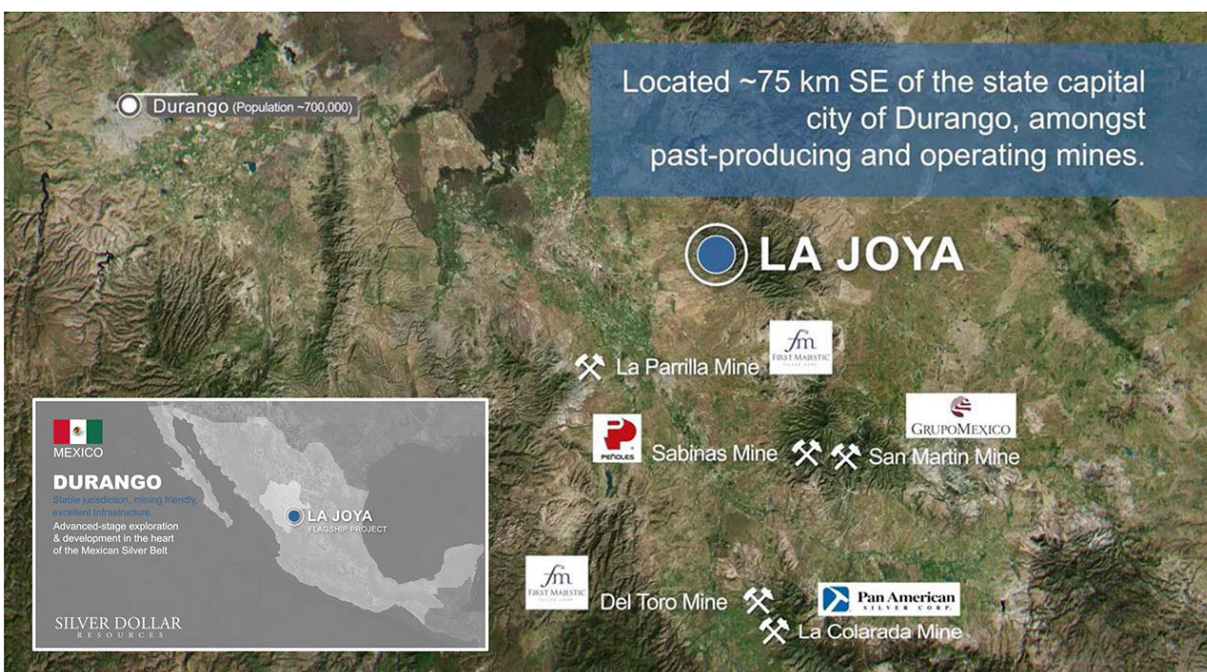 Durango (Population ~700,000)
Located ~75 km SE of the state capital
city of Durango, amongst
past-producing and operating mines.
LA JOYA
fm
FIRST MAJESTIC
SILVER CORP.
La Parrilla Mine
GRUPOMEXICO
PEÑOLES
Sabinas Mine
San Martin Mine
MEXICO
DURANGO
Stable jurisdiction, mining friendly,
excellent Infrastructure.
Advanced-stage exploration
& development in the heart
of the Mexican Silver Belt
LA JOYA
FLAGSHIP PROJECT
SILVER DOLLAR
RESOURCES
fm
FIRST MAJESTIC
SILVER CORP.
Del Toro Mine
Pan American
SILVER CORP.
La Colarada Mine